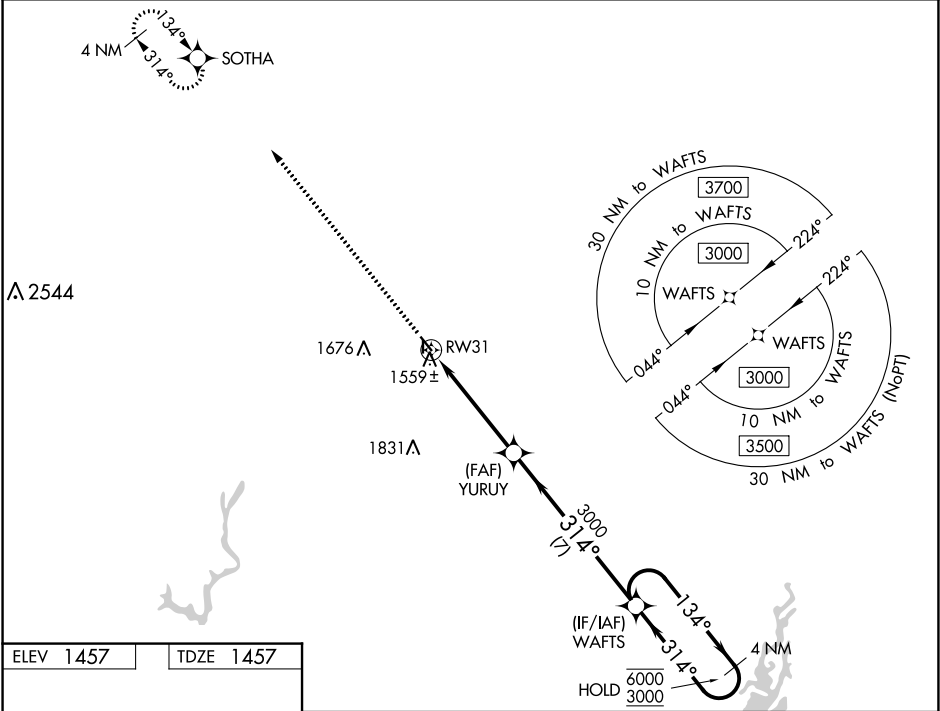 134°
4 NM
314°
SOTHA
30 NM to WAFTS
3700
10 NM to WAFTS
3000
224°
WAFTS
044°
224°
WAFTS
044°
3000
10 NM to WAFTS
3500
30 NM to WAFTS (NoPT)
2544
1676
RW31
1559±
1831
(FAF)
YURUY
3000
314°
(7)
(IF/IAF)
WAFTS
134°
314°
4 NM
HOLD 6000
3000
ELEV 1457
TDZE 1457